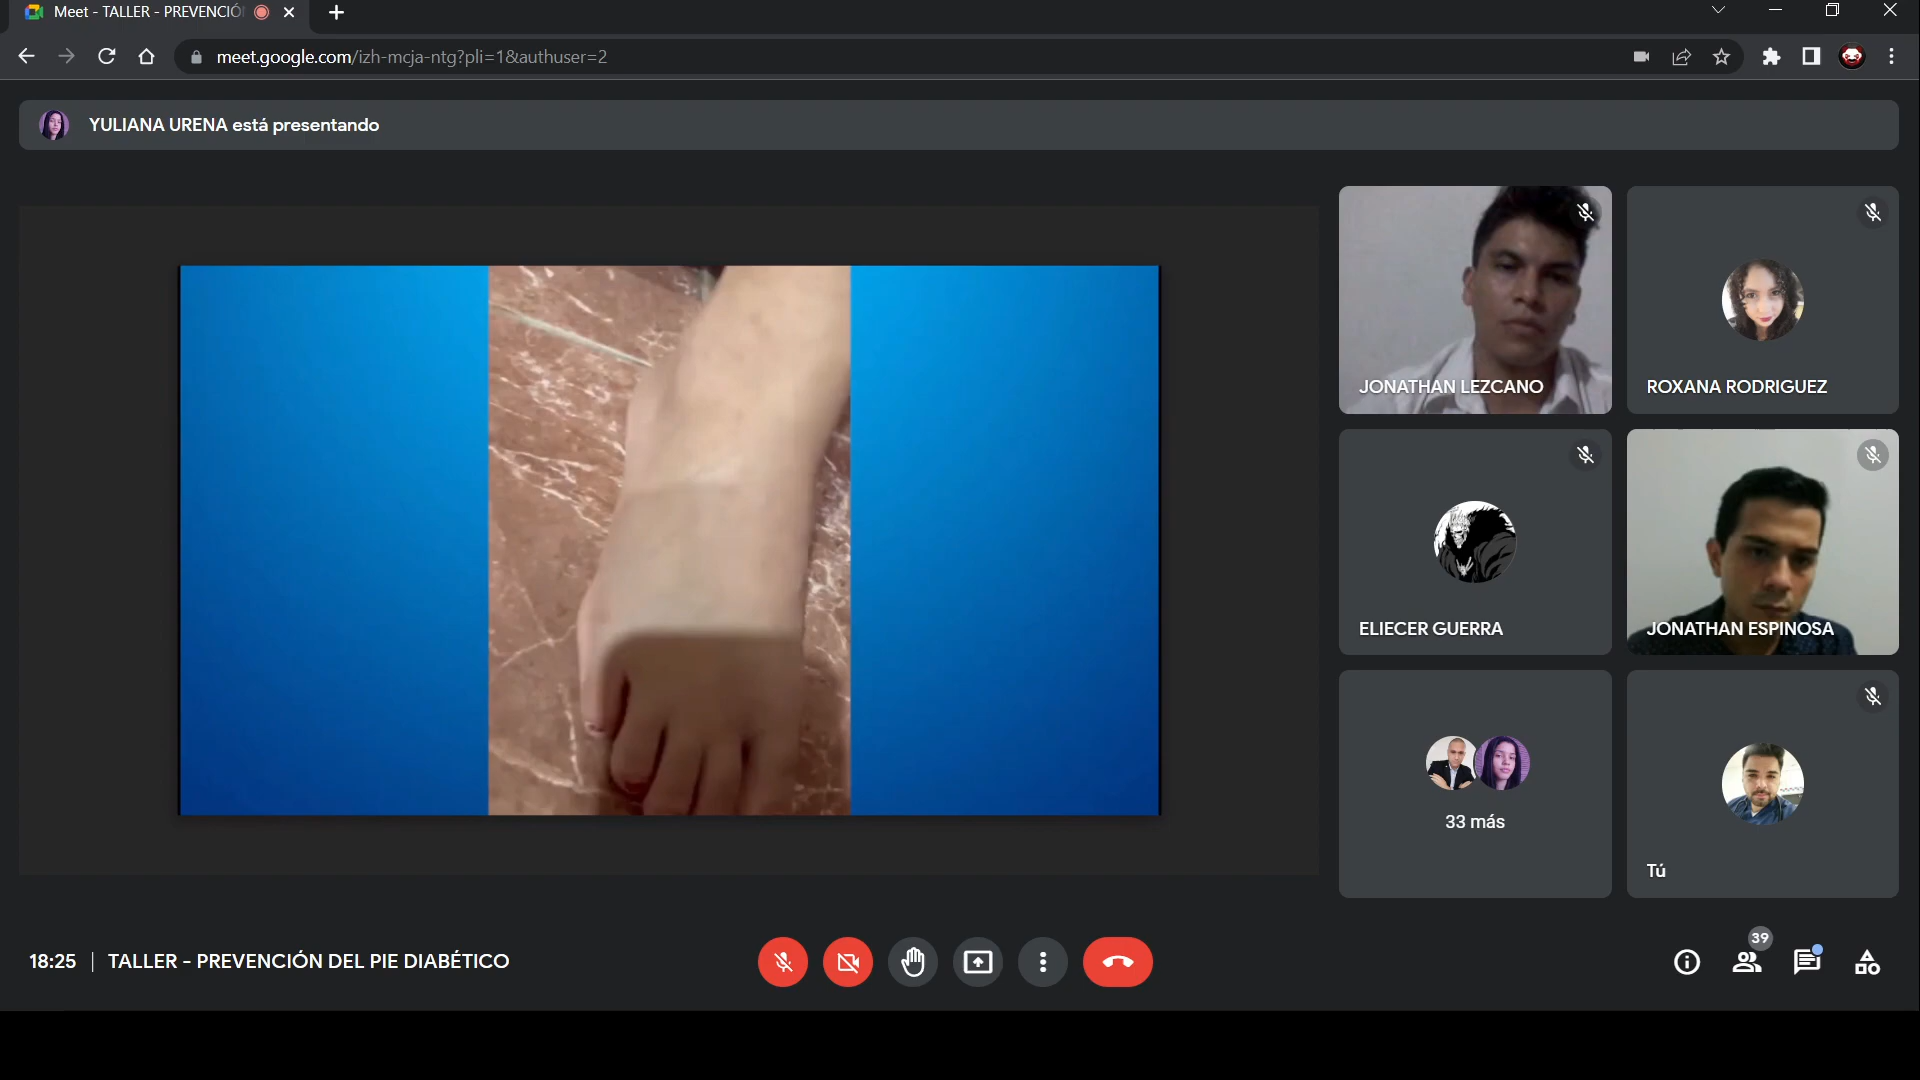 Meet - TALLER - PREVENCIÓN
meet.google.com/izh-mcja-ntg?pli=1&authuser=2
YULIANA URENA está presentando
JONATHAN LEZCANO
ROXANA RODRIGUEZ
ELIECER GUERRA
JONATHAN ESPINOSA
33 más
Tú
18:25 | TALLER - PREVENCIÓN DEL PIE DIABÉTICO
39